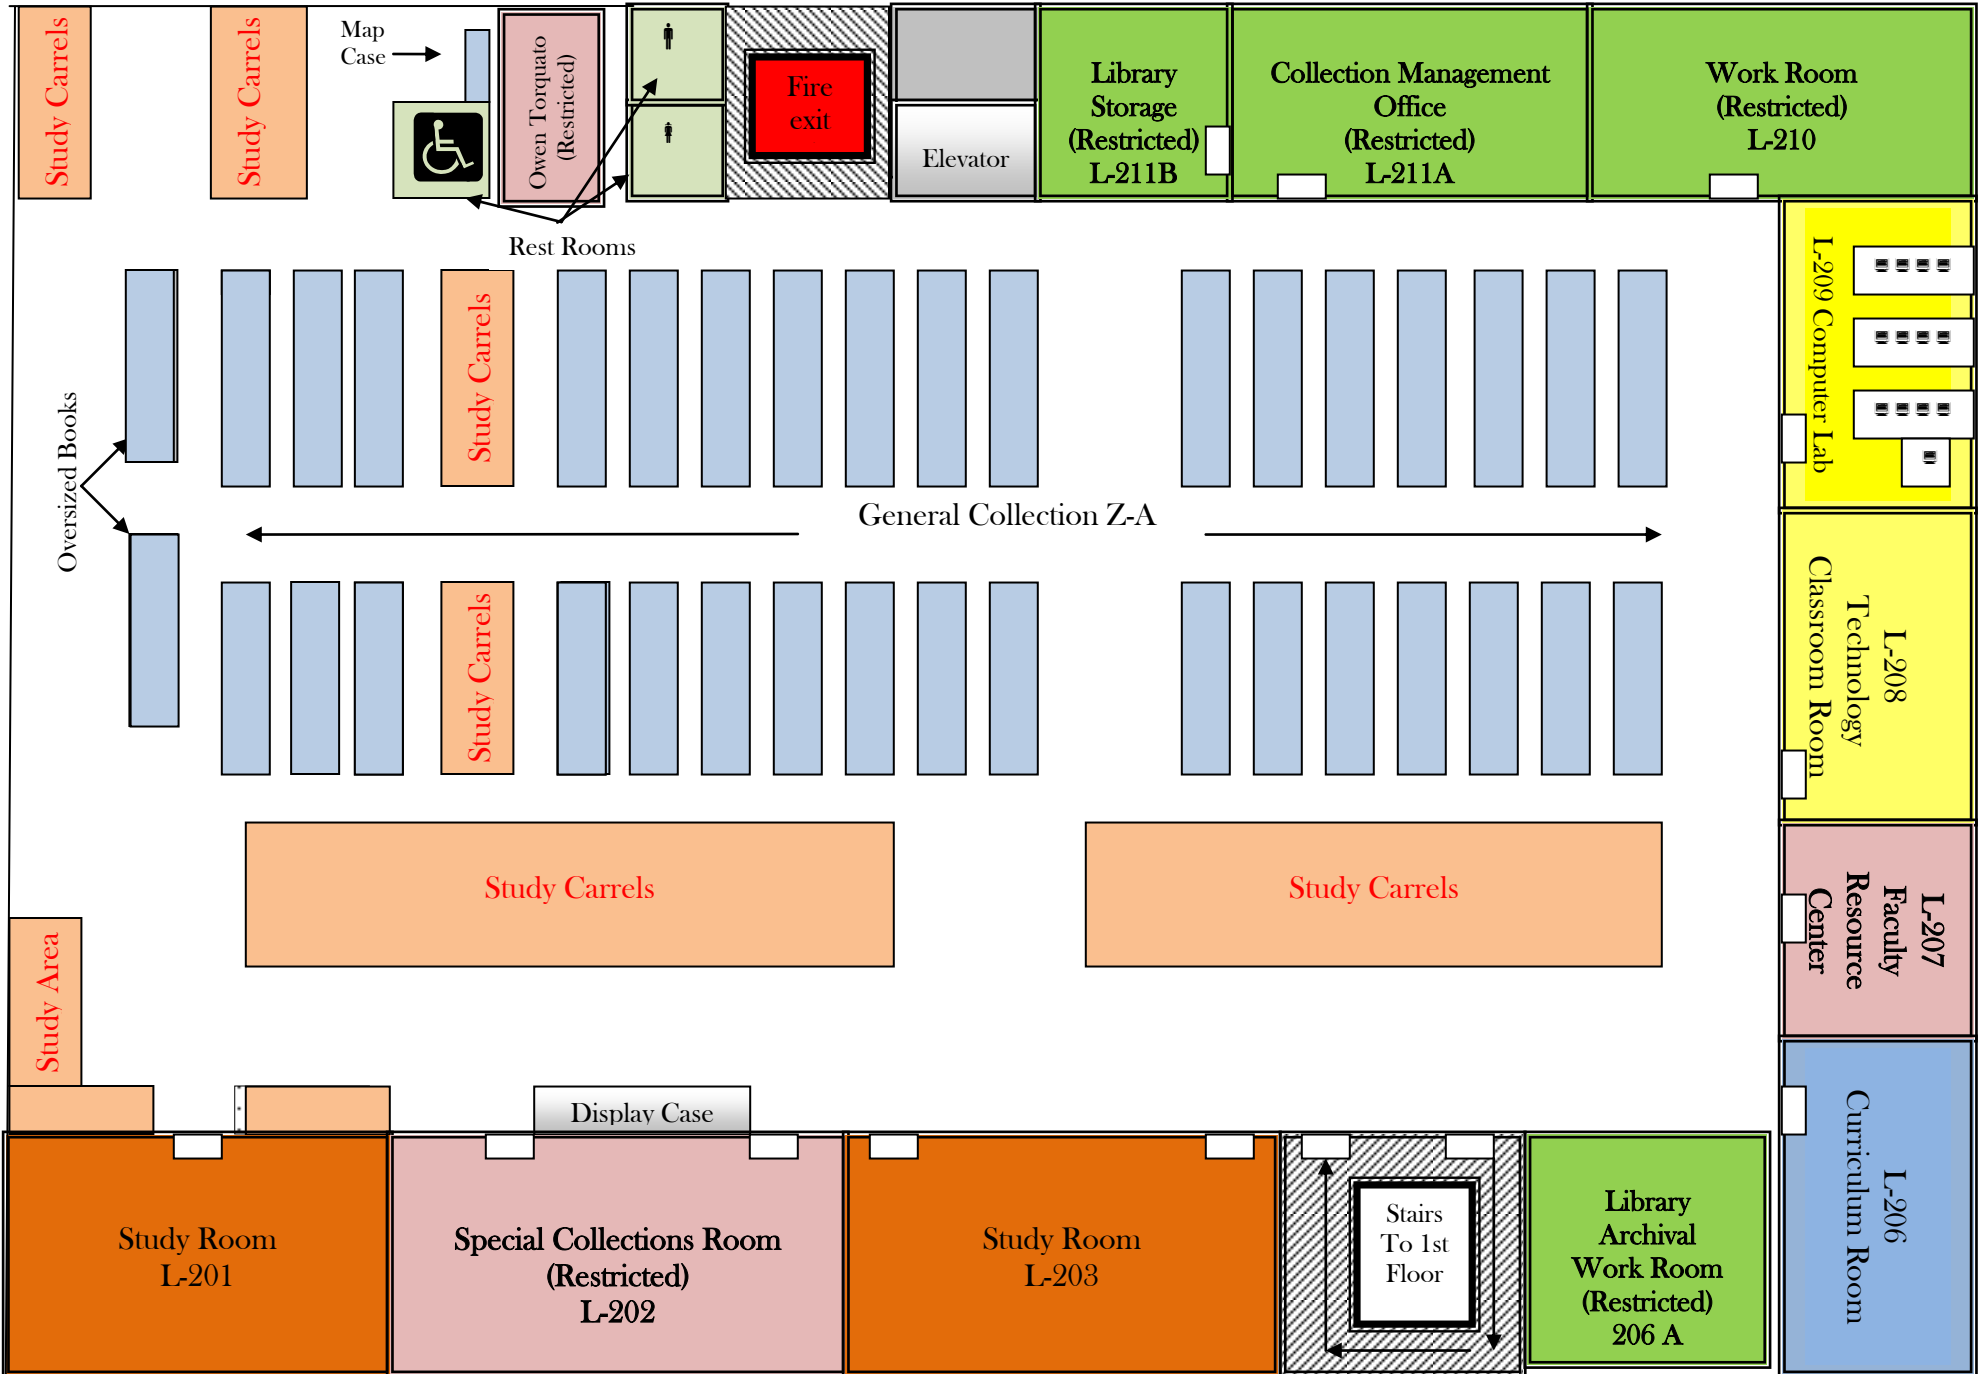 Study Carrels
Study Carrels
Map
Case
Owen Torquato
(Restricted)
Fire
exit
Elevator
Library
Storage
(Restricted)
L-211B
Collection Management
Office
(Restricted)
L-211A
Work Room
(Restricted)
L-210
Rest Rooms
L-209 Computer Lab
Oversized Books
Study Carrels
General Collection Z-A
Study Carrels
L-208
Technology
Classroom Room
Study Carrels
Study Carrels
L-207
Faculty
Resource
Center
Study Area
Display Case
Study Room
L-201
Special Collections Room
(Restricted)
L-202
Study Room
L-203
Stairs
To 1st
Floor
Library
Archival
Work Room
(Restricted)
206 A
L-206
Curriculum Room